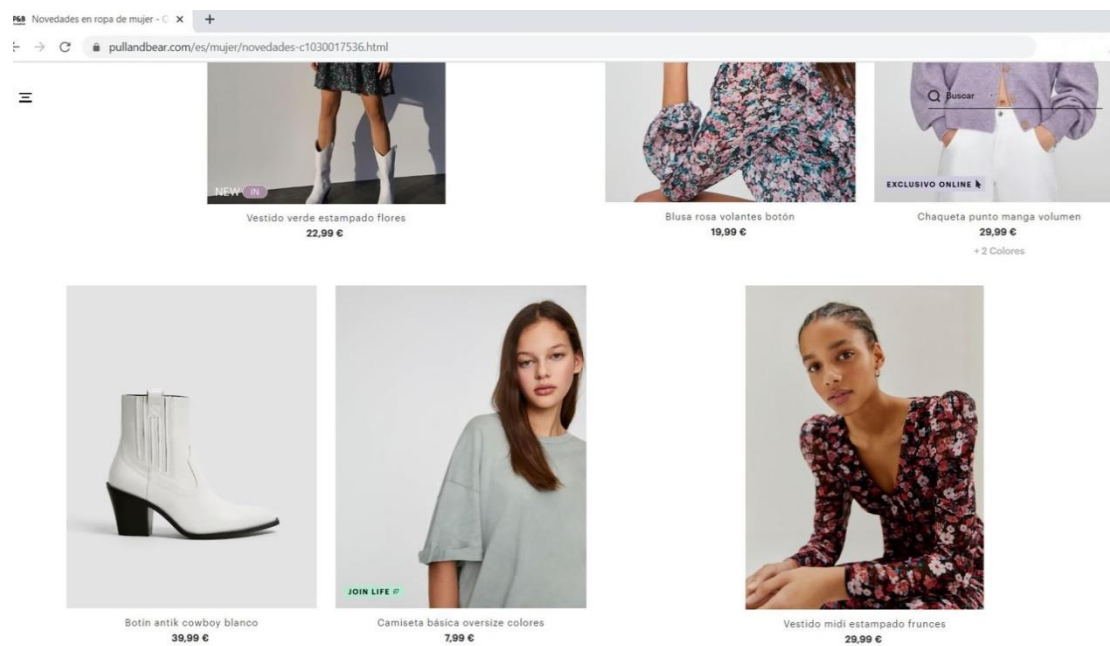 P&B
Novedades en ropa de mujer - C
pullandbear.com/es/mujer/novedades-c1030017536.html
Buscar
NEW IN
EXCLUSIVO ONLINE
Vestido verde estampado flores
22,99 €
Blusa rosa volantes botón
19,99 €
Chaqueta punto manga volumen
29,99 €
+ 2 Colores
JOIN LIFE
Botín antik cowboy blanco
39,99 €
Camiseta básica oversize colores
7,99 €
Vestido midi estampado frunces
29,99 €